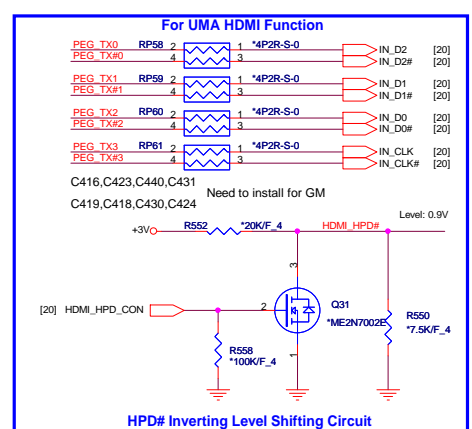 For UMA HDMI Function
PEG_TX0 RP58 2 1 *4P2R-S-0 IN_D2 [20]
PEG_TX#0 4 3 IN_D2# [20]
PEG_TX1 RP59 2 1 *4P2R-S-0 IN_D1 [20]
PEG_TX#1 4 3 IN_D1# [20]
PEG_TX2 RP60 2 1 *4P2R-S-0 IN_D0 [20]
PEG_TX#2 4 3 IN_D0# [20]
PEG_TX3 RP61 2 1 *4P2R-S-0 IN_CLK [20]
PEG_TX#3 4 3 IN_CLK# [20]
C416,C423,C440,C431
Need to install for GM
C419,C418,C430,C424
Level: 0.9V
+3V R552 *20K/F_4 HDMI_HPD#
3
[20] HDMI_HPD_CON 2 Q31
*ME2N7002E
R550
*7.5K/F_4
R558
*100K/F_4
1
HPD# Inverting Level Shifting Circuit